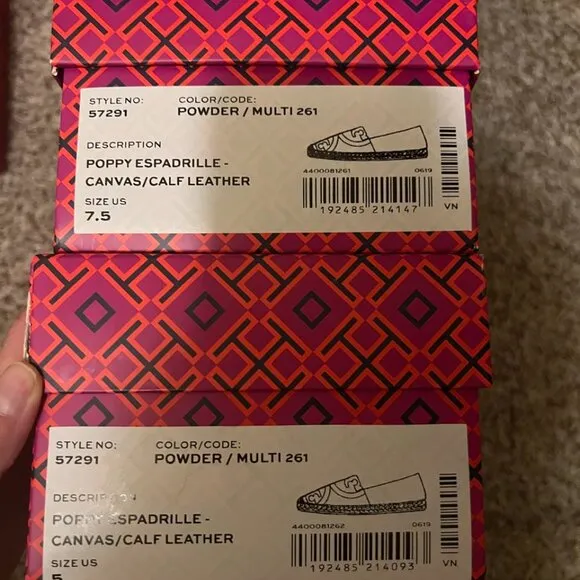 STYLE NO: COLOR/CODE:
57291 POWDER / MULTI 261
DESCRIPTION
POPPY ESPADRILLE -
CANVAS/CALF LEATHER
SIZE US
7.5
4400081261 0619
192485 214147
VN
STYLE NO: COLOR/CODE:
57291 POWDER / MULTI 261
DESCRIPTION
POPPY ESPADRILLE -
CANVAS/CALF LEATHER
SIZE US
5
4400081262 0619
192485 214093
VN